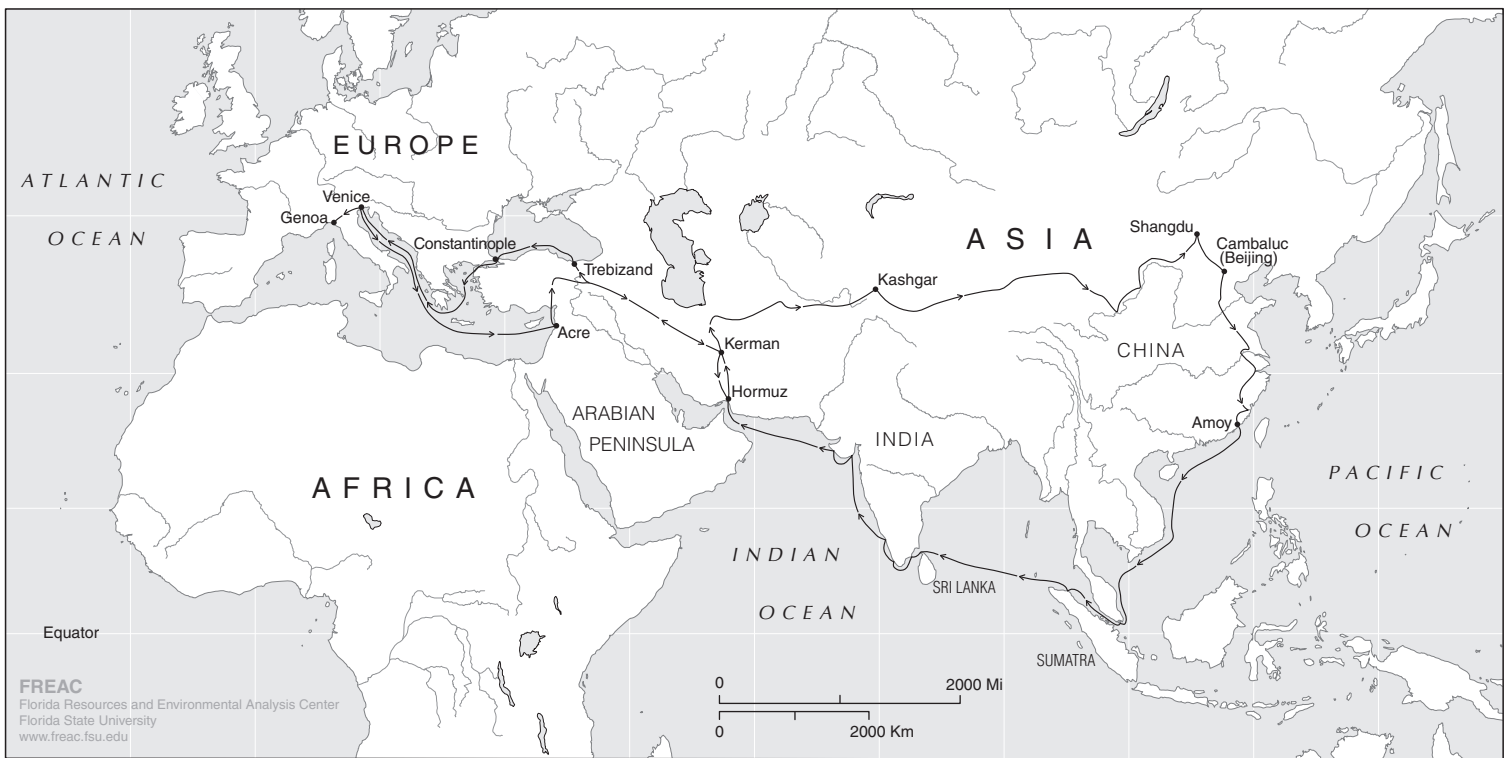 EUROPE
ATLANTIC
OCEAN
Venice
Genoa
Constantinople
Trebizand
Acre
Kerman
Hormuz
Kashgar
ASIA
Shangdu
Cambaluc
(Beijing)
CHINA
Amoy
ARABIAN
PENINSULA
INDIA
AFRICA
PACIFIC
OCEAN
INDIAN
OCEAN
SRI LANKA
SUMATRA
Equator
FREAC
Florida Resources and Environmental Analysis Center
Florida State University
www.freac.fsu.edu
0 2000 Mi
0 2000 Km